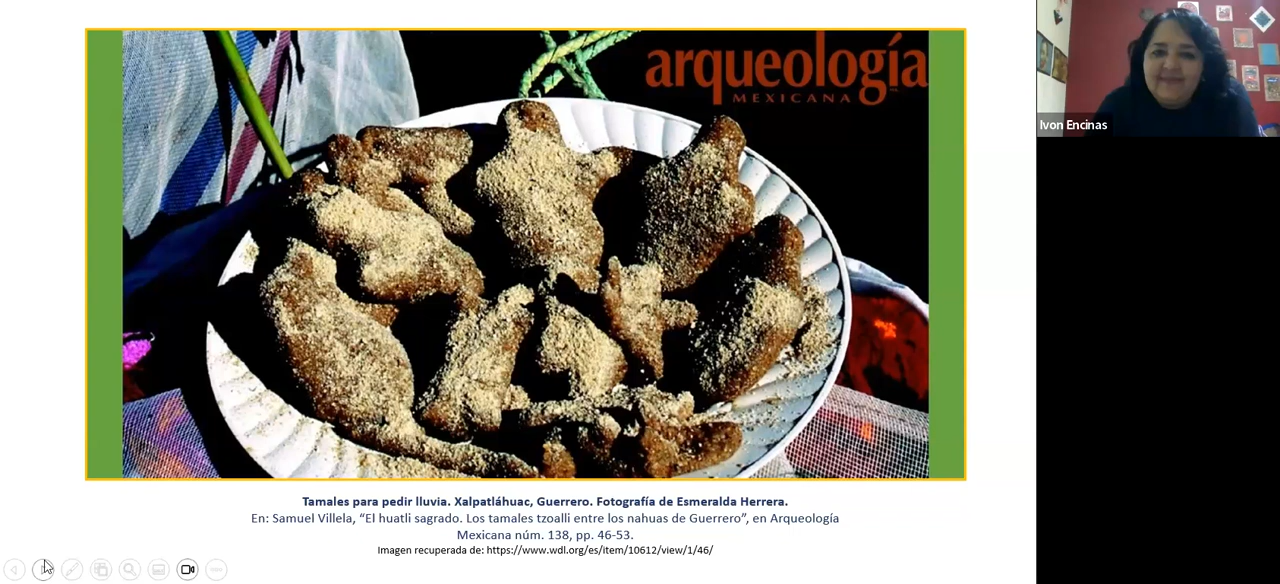 arqueología
MEXICANA
Ivon Encinas
Tamales para pedir lluvia. Xalpatláhuac, Guerrero. Fotografía de Esmeralda Herrera.
En: Samuel Villela, “El huatli sagrado. Los tamales tzoalli entre los nahuas de Guerrero”, en Arqueología
Mexicana núm. 138, pp. 46-53.
Imagen recuperada de: https://www.wdl.org/es/item/10612/view/1/46/